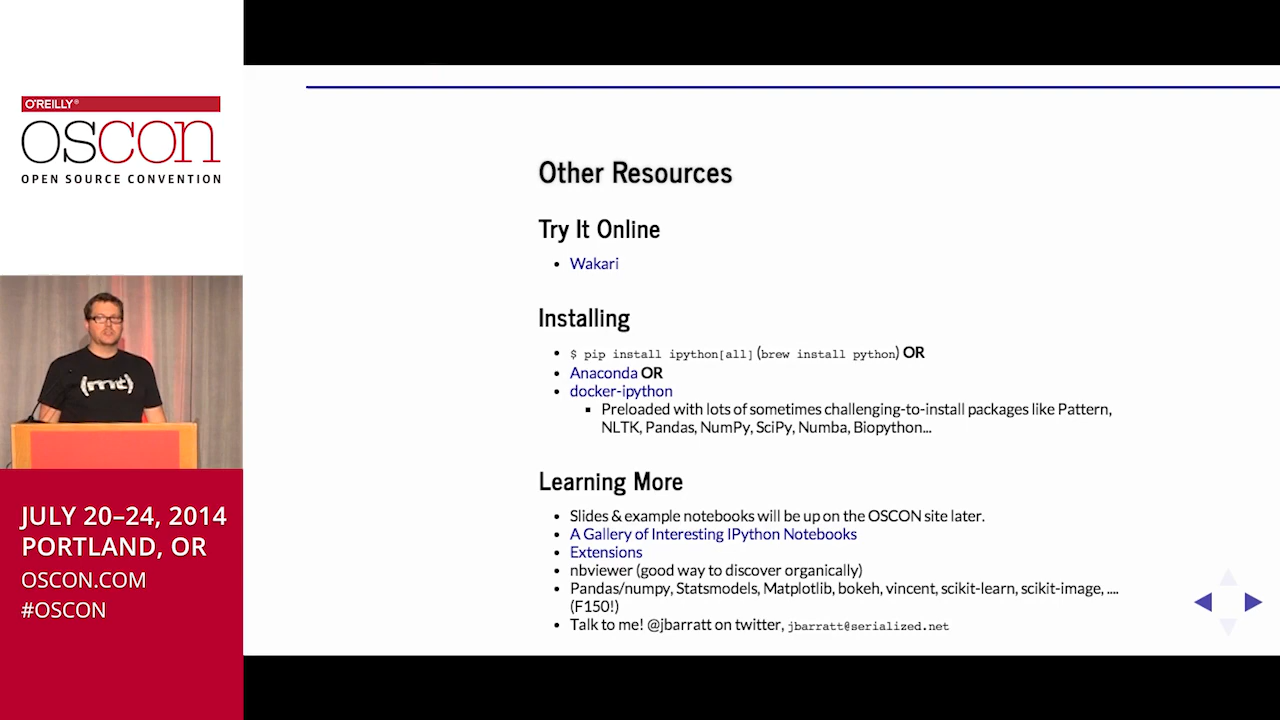 O'REILLY®
OSCON
OPEN SOURCE CONVENTION
(mt)
JULY 20–24, 2014
PORTLAND, OR
OSCON.COM
#OSCON
Other Resources
Try It Online
Wakari
Installing
$ pip install ipython[all] (brew install python) OR
Anaconda OR
docker-ipython
Preloaded with lots of sometimes challenging-to-install packages like Pattern,
NLTK, Pandas, NumPy, SciPy, Numba, Biopython...
Learning More
Slides & example notebooks will be up on the OSCON site later.
A Gallery of Interesting IPython Notebooks
Extensions
nbviewer (good way to discover organically)
Pandas/numpy, Statsmodels, Matplotlib, bokeh, vincent, scikit-learn, scikit-image, ....
(F150!)
Talk to me! @jbarratt on twitter, jbarratt@serialized.net